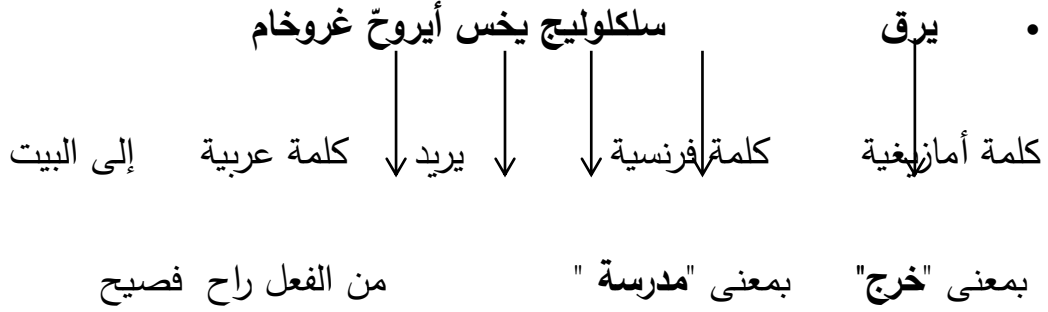 • يرق سلكلوليج يخس أيروحّ غروخام
كلمة أمازيغية كلمة فرنسية يريد كلمة عربية إلى البيت
بمعنى "خرج" بمعنى "مدرسة " من الفعل راح فصيح